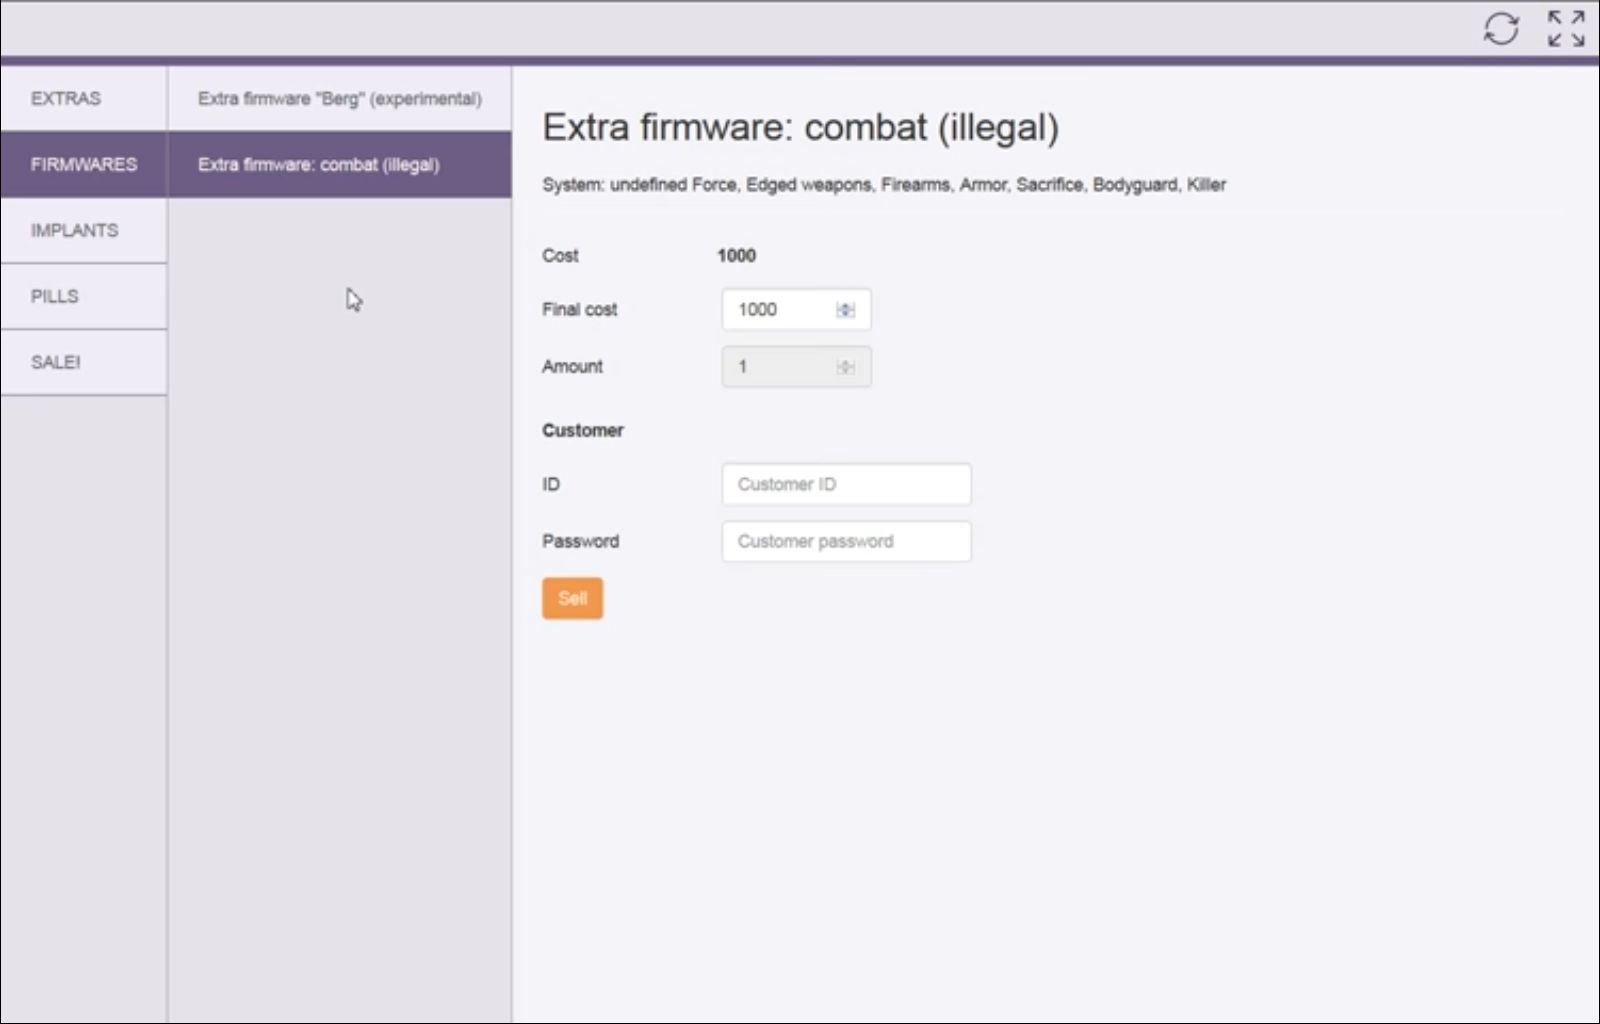 EXTRAS
FIRMWARES
IMPLANTS
PILLS
SALE!
Extra firmware "Berg" (experimental)
Extra firmware: combat (illegal)
Extra firmware: combat (illegal)
System: undefined Force, Edged weapons, Firearms, Armor, Sacrifice, Bodyguard, Killer
Cost 1000
Final cost 1000
Amount 1
Customer
ID Customer ID
Password Customer password
Sell